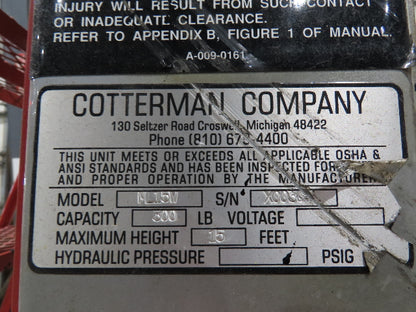 INJURY WILL RESULT FROM SUCH CONTACT
OR INADEQUATE CLEARANCE.
REFER TO APPENDIX B, FIGURE 1 OF MANUAL.
A-009-0161
COTTERMAN COMPANY
130 Seltzer Road Croswell, Michigan 48422
Phone (810) 679-4400
THIS UNIT MEETS OR EXCEEDS ALL APPLICABLE OSHA &
ANSI STANDARDS AND HAS BEEN INSPECTED
AND PROPER OPERATION BY THE MANUFACTURER
MODEL ML15W S/N
CAPACITY 300 LB VOLTAGE
MAXIMUM HEIGHT 15 FEET
HYDRAULIC PRESSURE PSIG